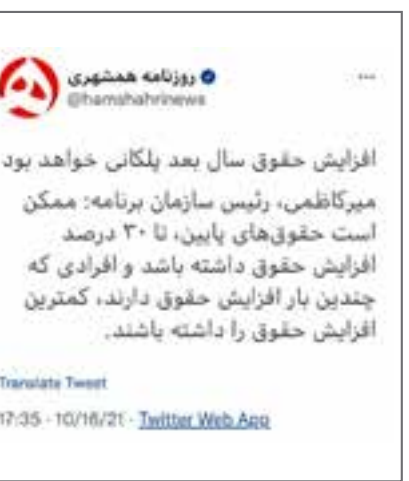 روزنامه همشهری
@hamshahrinews
افزایش حقوق سال بعد پلکانی خواهد بود
میرکاظمی، رئیس سازمان برنامه: ممکن
است حقوق‌های پایین، تا ۳۰ درصد
افزایش حقوق داشته باشد و افرادی که
چندین بار افزایش حقوق دارند، کمترین
افزایش حقوق را داشته باشند.
Translate Tweet
17:35 · 10/16/21 · Twitter Web App